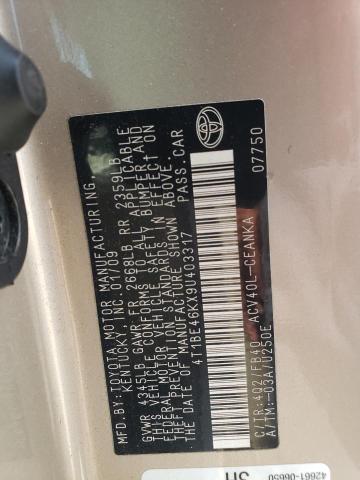 MFD. BY: TOYOTA MOTOR MANUFACTURING,
KENTUCKY, INC. 01/09
GVWR 4345LB GAWR FR 2668LB RR 2359LB
THIS VEHICLE CONFORMS TO ALL APPLICABLE
FEDERAL MOTOR VEHICLE SAFETY, BUMPER, AND
THEFT PREVENTION STANDARDS IN EFFECT ON
THE DATE OF MANUFACTURE SHOWN ABOVE.
4T1BE46KX9U403317 PASS.CAR
C/TR:4Q2/FB40 ACV40L-CEANKA
A/TM:-03A/U250E 07750
42661-06650